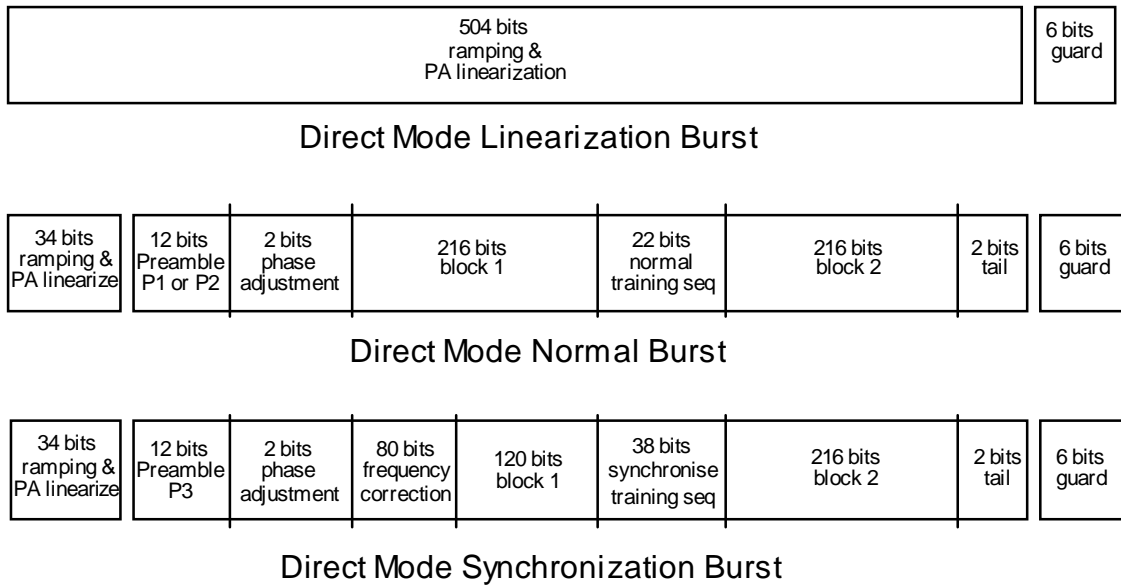 504 bits
ramping &
PA linearization
6 bits
guard
Direct Mode Linearization Burst
34 bits
ramping &
PA linearize
12 bits
Preamble
P1 or P2
2 bits
phase
adjustment
216 bits
block 1
22 bits
normal
training seq
216 bits
block 2
2 bits
tail
6 bits
guard
Direct Mode Normal Burst
34 bits
ramping &
PA linearize
12 bits
Preamble
P3
2 bits
phase
adjustment
80 bits
frequency
correction
120 bits
block 1
38 bits
synchronise
training seq
216 bits
block 2
2 bits
tail
6 bits
guard
Direct Mode Synchronization Burst